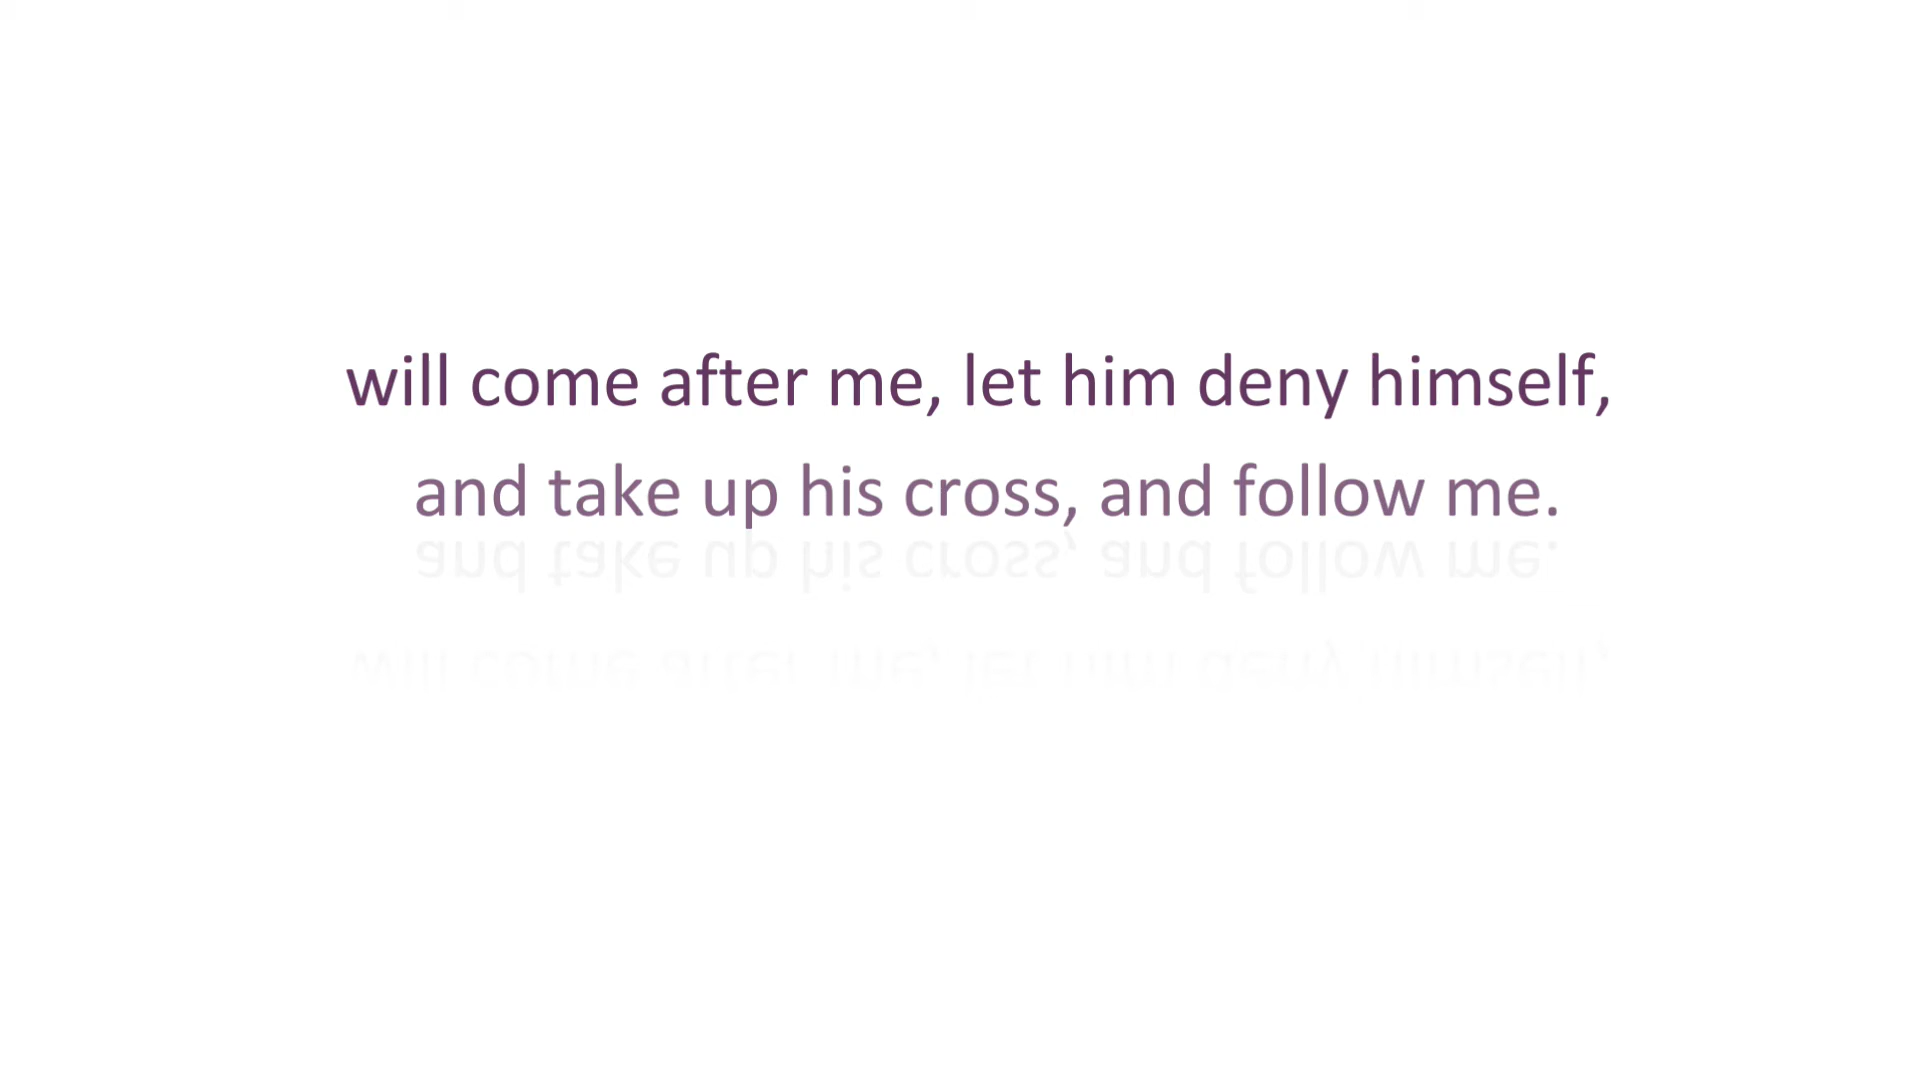 will come after me, let him deny himself,
and take up his cross, and follow me.